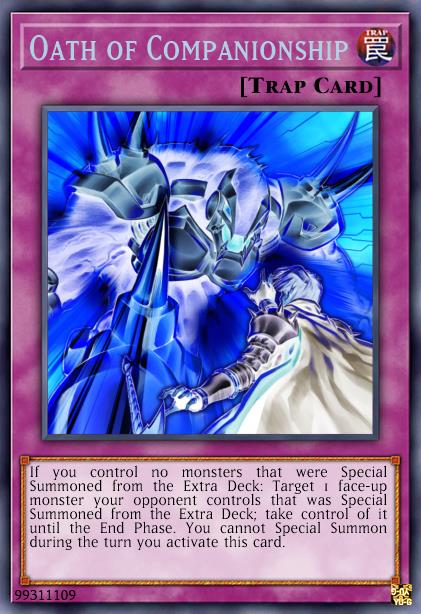 Oath of Companionship
TRAP
罠
[Trap Card]
If you control no monsters that were Special
Summoned from the Extra Deck: Target 1 face-up
monster your opponent controls that was Special
Summoned from the Extra Deck; take control of it
until the End Phase. You cannot Special Summon
during the turn you activate this card.
99311109